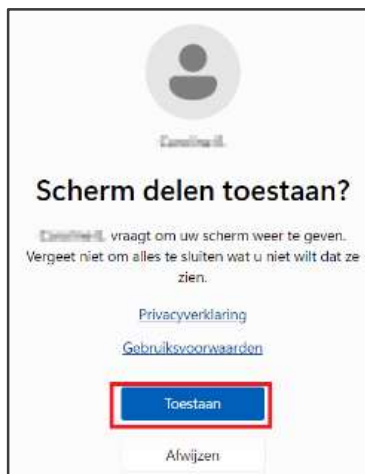 Scherm delen toestaan?
vraagt om uw scherm weer te geven.
Vergeet niet om alles te sluiten wat u niet wilt dat ze
zien.
Privacyverklaring
Gebruiksvoorwaarden
Toestaan
Afwijzen